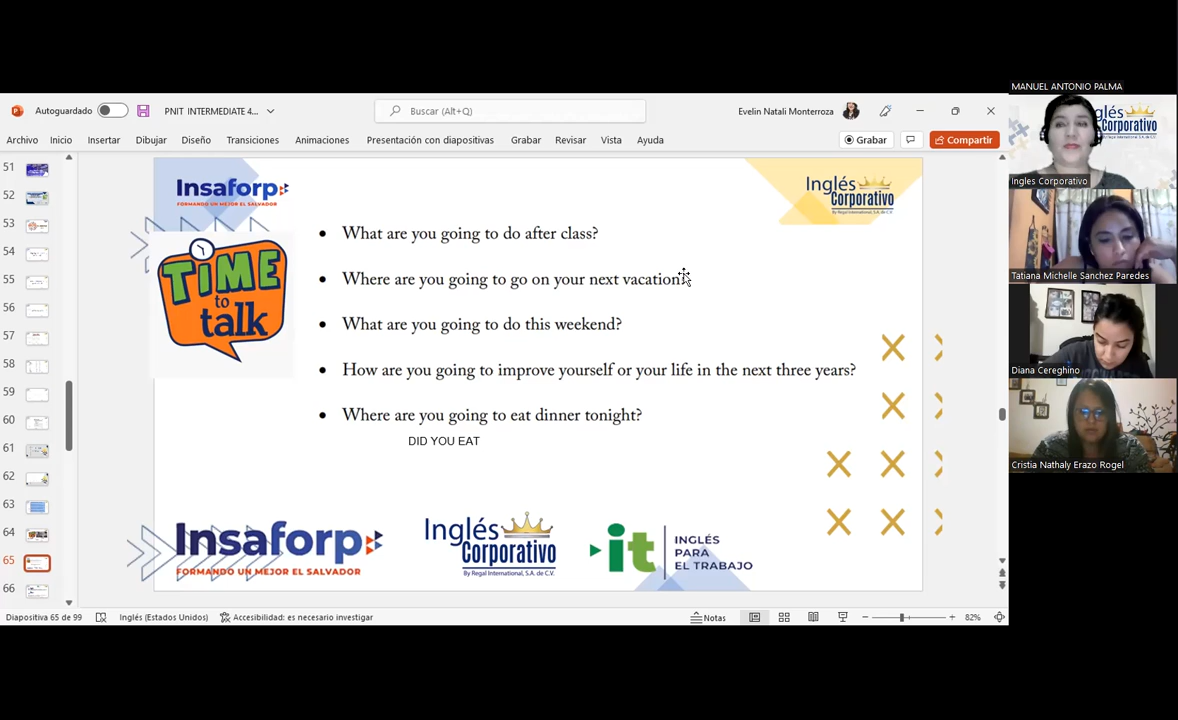 MANUEL ANTONIO PALMA
Autoguardado
PNIT INTERMEDIATE 4...
Buscar (Alt+Q)
Evelin Natali Monterroza
Archivo Inicio Insertar Dibujar Diseño Transiciones Animaciones Presentación con diapositivas Grabar Revisar Vista Ayuda
Grabar
Compartir
Inglés Corporativo
Ingles Corporativo
51
52
53
54
55
56
57
58
59
60
61
62
63
64
65
66
Insaforp
FORMANDO UN MEJOR EL SALVADOR
Inglés
Corporativo
By Regal International, S.A. de C.V.
TIME
to
talk
• What are you going to do after class?
• Where are you going to go on your next vacation?
• What are you going to do this weekend?
• How are you going to improve yourself or your life in the next three years?
• Where are you going to eat dinner tonight?
DID YOU EAT
Insaforp
FORMANDO UN MEJOR EL SALVADOR
Inglés
Corporativo
By Regal International, S.A. de C.V.
it
INGLÉS
PARA
EL TRABAJO
Tatiana Michelle Sanchez Paredes
Diana Cereghino
Cristia Nathaly Erazo Rogel
Diapositiva 65 de 99
Inglés (Estados Unidos)
Accesibilidad: es necesario investigar
Notas
82%